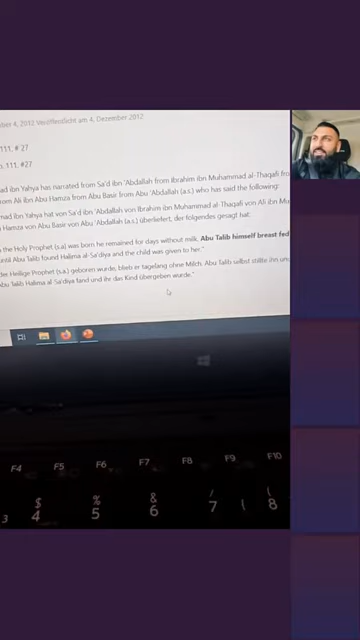 ber 4, 2012 Veröffentlicht am 4. Dezember 2012
111. # 27
p. 111. #27
ad ibn Yahya has narrated from Sa'd ibn 'Abdallah from Ibrahim ibn Muhammad al-Thaqafi fro
from Ali ibn Abu Hamza from Abu Basir from Abu 'Abdallah (a.s.) who has said the following:
mad ibn Yahya hat von Sa'd ibn 'Abdallah von Ibrahim ibn Muhammad al-Thaqafi von Ali ibn Mu
Hamza von Abu Basir von Abu 'Abdallah (a.s.) überliefert, der folgendes gesagt hat:
the Holy Prophet (s.a) was born he remained for days without milk. Abu Talib himself breast fed
until Abu Talib found Halima al-Sa'diya and the child was given to her."
der Heilige Prophet (s.a.) geboren wurde, blieb er tagelang ohne Milch. Abu Talib selbst stillte ihn un
Abu Talib Halima al-Sa'diya fand und ihr das Kind übergeben wurde."
F4 F5 F6 F7 F8 F9 F10
$ % & / (
3 4 5 6 7 ( 8